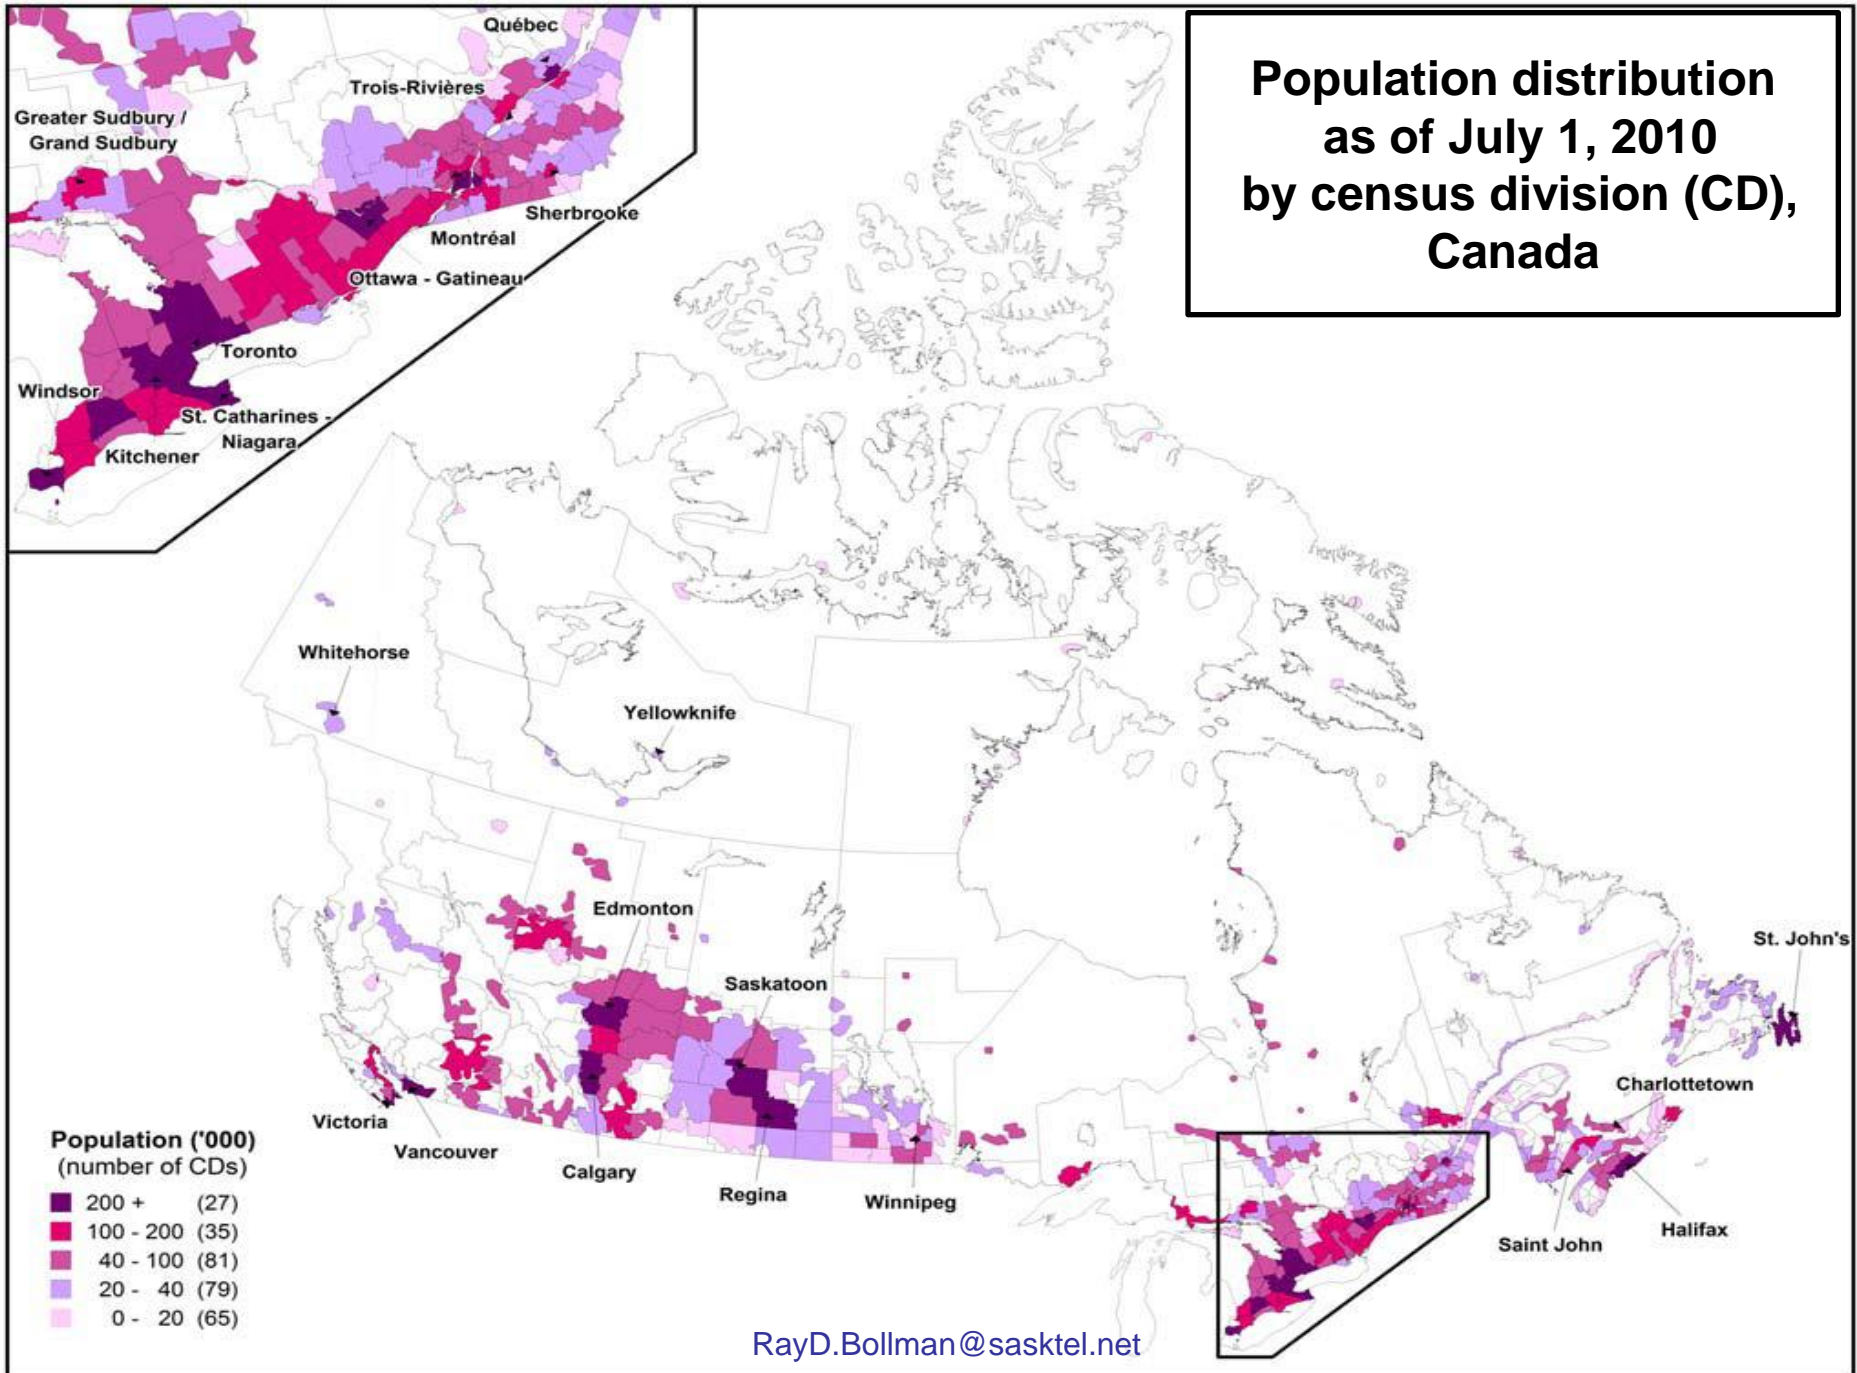 Population distribution
as of July 1, 2010
by census division (CD),
Canada
Québec
Trois-Rivières
Greater Sudbury /
Grand Sudbury
Sherbrooke
Montréal
Ottawa - Gatineau
Toronto
Windsor
St. Catharines -
Niagara
Kitchener
Whitehorse
Yellowknife
Edmonton
St. John's
Saskatoon
Charlottetown
Victoria
Vancouver
Calgary
Regina
Winnipeg
Saint John
Halifax
Population ('000)
(number of CDs)
200 + (27)
100 - 200 (35)
40 - 100 (81)
20 - 40 (79)
0 - 20 (65)
RayD.Bollman@sasktel.net